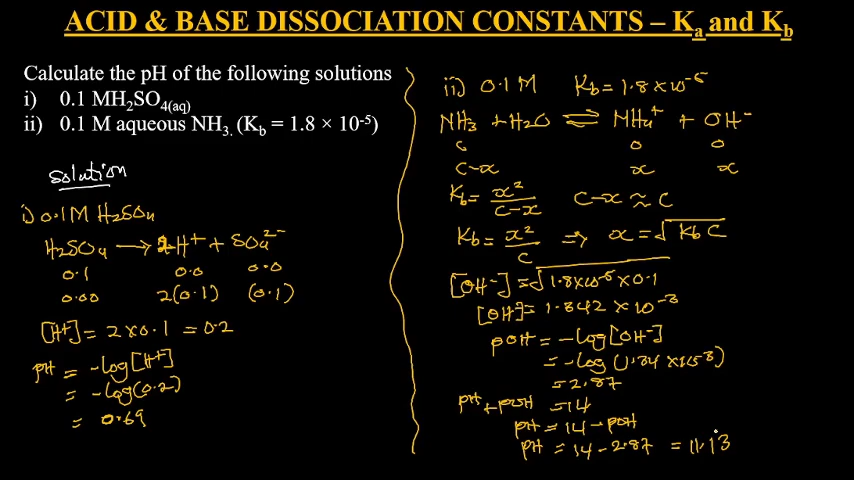 ACID & BASE DISSOCIATION CONSTANTS – Ka and Kb
Calculate the pH of the following solutions
i) 0.1 MH₂SO₄(aq)
ii) 0.1 M aqueous NH₃. (Kb = 1.8 × 10⁻⁵)
Solution
i) 0.1M H₂SO₄
H₂SO₄ → 2H⁺ + SO₄²⁻
0.1 0.0 0.0
0.00 2(0.1) (0.1)
[H⁺] = 2 × 0.1 = 0.2
pH = -log[H⁺]
= -log(0.2)
= 0.69
ii) 0.1M Kb = 1.8 × 10⁻⁵
NH₃ + H₂O ⇌ NH₄⁺ + OH⁻
C 0 0
C-x x x
Kb = x²/(C-x) C-x ≈ C
Kb = x²/C ⇒ x = √(Kb C)
[OH⁻] = √(1.8×10⁻⁵ × 0.1)
[OH⁻] = 1.342 × 10⁻³
pOH = -log[OH⁻]
= -log(1.34 × 10⁻³)
= 2.87
pH + pOH = 14
pH = 14 - pOH
pH = 14 - 2.87 = 11.13